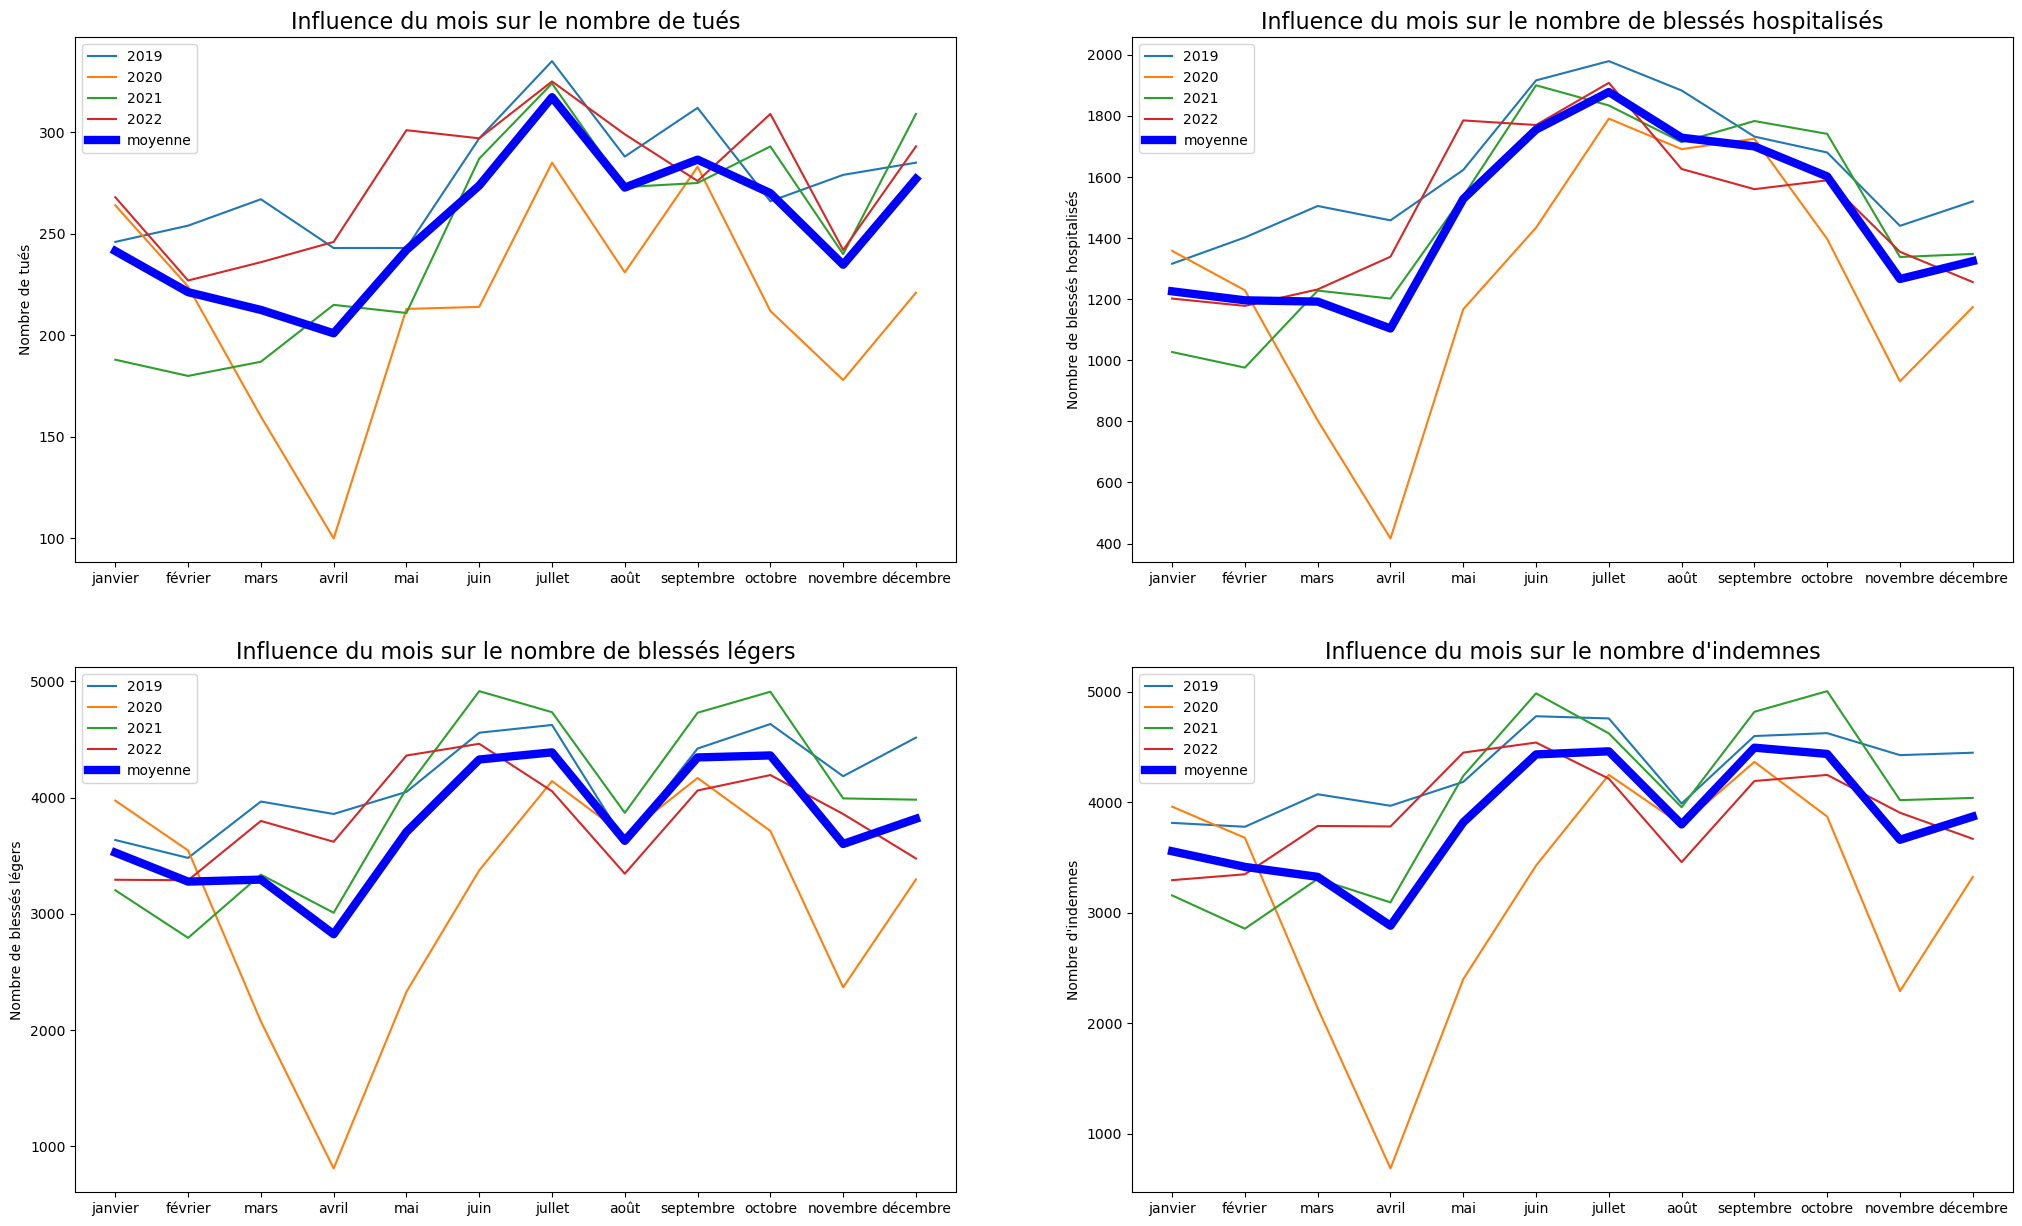 Influence du mois sur le nombre de tués
2019
2020
2021
2022
moyenne
Nombre de tués
300
250
200
150
100
janvier février mars avril mai juin jullet août septembre octobre novembre décembre
Influence du mois sur le nombre de blessés hospitalisés
2019
2020
2021
2022
moyenne
Nombre de blessés hospitalisés
2000
1800
1600
1400
1200
1000
800
600
400
janvier février mars avril mai juin jullet août septembre octobre novembre décembre
Influence du mois sur le nombre de blessés légers
2019
2020
2021
2022
moyenne
Nombre de blessés légers
5000
4000
3000
2000
1000
janvier février mars avril mai juin jullet août septembre octobre novembre décembre
Influence du mois sur le nombre d'indemnes
2019
2020
2021
2022
moyenne
Nombre d'indemnes
5000
4000
3000
2000
1000
janvier février mars avril mai juin jullet août septembre octobre novembre décembre